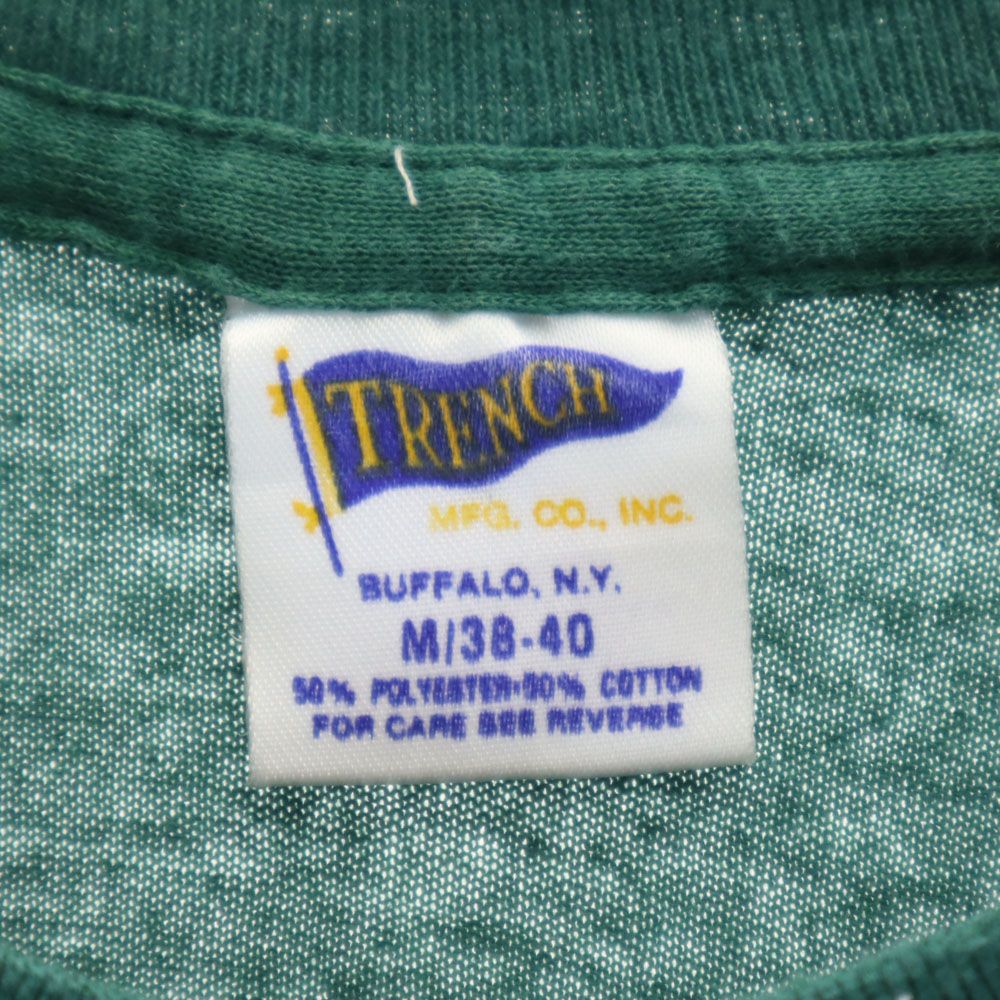 TRENCH
MFG. CO., INC.
BUFFALO, N.Y.
M/38-40
50% POLYESTER·50% COTTON
FOR CARE SEE REVERSE